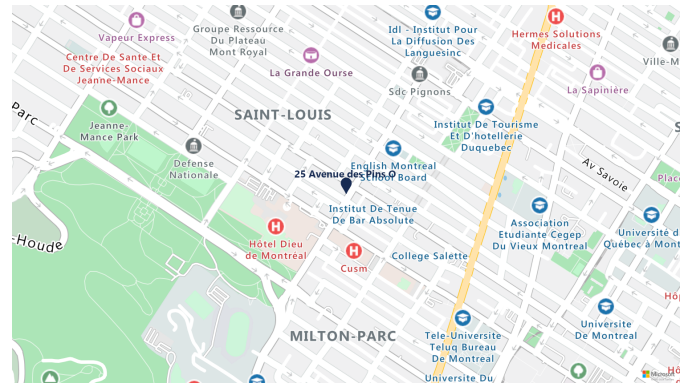 Groupe Ressource
Du Plateau
Mont Royal
Vapeur Express
Idl - Institut Pour
La Diffusion Des
Languesinc
Hermes Solutions
Medicales
Ville-M
Centre De Sante Et
De Services Sociaux
Jeanne-Mance
La Grande Ourse
Sdc Pignons
La Sapinière
Parc
SAINT-LOUIS
S
Jeanne-
Mance Park
Institut De Tourisme
Et D'hotellerie
Duquebec
Defense
Nationale
English Montreal
School Board
25 Avenue des Pins O
Av Savoie
Place
Institut De Tenue
De Bar Absolute
Association
Etudiante Cegep
Du Vieux Montreal
Université d
Québec à Mont
-Houde
Hôtel Dieu
de Montréal
Cusm
College Salette
Hôp
MILTON-PARC
Tele-Universite
Teluq Bureau
De Montreal
Universite
De Montreal
Universite Du
Microsoft
Hô